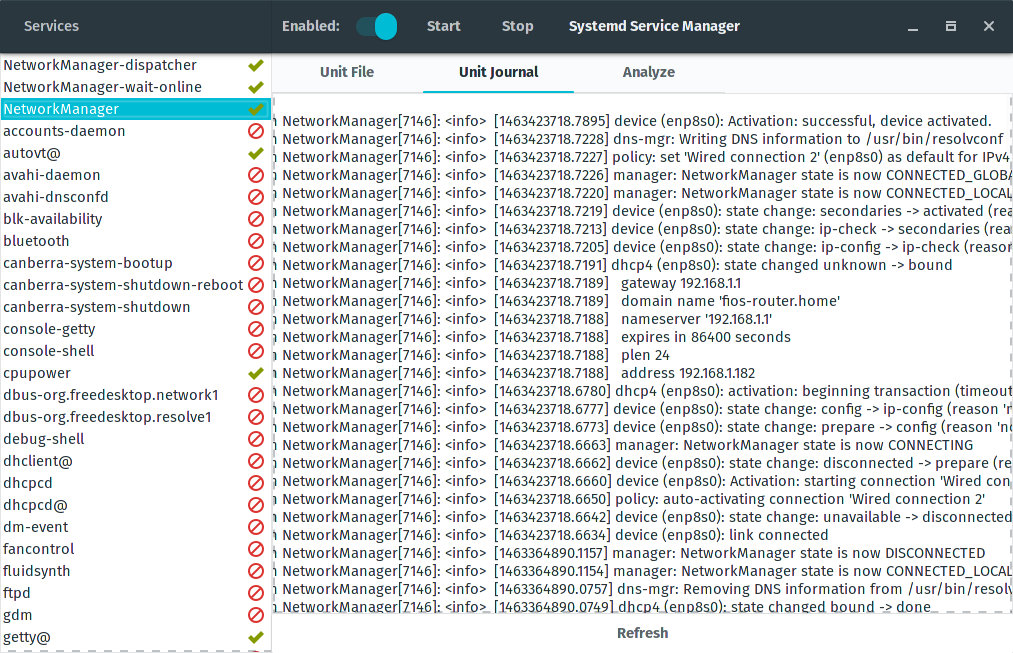 Services
Enabled:
Start
Stop
Systemd Service Manager
NetworkManager-dispatcher
NetworkManager-wait-online
NetworkManager
accounts-daemon
autovt@
avahi-daemon
avahi-dnsconfd
blk-availability
bluetooth
canberra-system-bootup
canberra-system-shutdown-reboot
canberra-system-shutdown
console-getty
console-shell
cpupower
dbus-org.freedesktop.network1
dbus-org.freedesktop.resolve1
debug-shell
dhclient@
dhcpcd
dhcpcd@
dm-event
fancontrol
fluidsynth
ftpd
gdm
getty@
Unit File
Unit Journal
Analyze
NetworkManager[7146]: <info> [1463423718.7895] device (enp8s0): Activation: successful, device activated.
NetworkManager[7146]: <info> [1463423718.7228] dns-mgr: Writing DNS information to /usr/bin/resolvconf
NetworkManager[7146]: <info> [1463423718.7227] policy: set 'Wired connection 2' (enp8s0) as default for IPv4
NetworkManager[7146]: <info> [1463423718.7226] manager: NetworkManager state is now CONNECTED_GLOBA
NetworkManager[7146]: <info> [1463423718.7220] manager: NetworkManager state is now CONNECTED_LOCAL
NetworkManager[7146]: <info> [1463423718.7219] device (enp8s0): state change: secondaries -> activated (rea
NetworkManager[7146]: <info> [1463423718.7213] device (enp8s0): state change: ip-check -> secondaries (rea
NetworkManager[7146]: <info> [1463423718.7205] device (enp8s0): state change: ip-config -> ip-check (reason
NetworkManager[7146]: <info> [1463423718.7191] dhcp4 (enp8s0): state changed unknown -> bound
NetworkManager[7146]: <info> [1463423718.7189] gateway 192.168.1.1
NetworkManager[7146]: <info> [1463423718.7189] domain name 'fios-router.home'
NetworkManager[7146]: <info> [1463423718.7188] nameserver '192.168.1.1'
NetworkManager[7146]: <info> [1463423718.7188] expires in 86400 seconds
NetworkManager[7146]: <info> [1463423718.7188] plen 24
NetworkManager[7146]: <info> [1463423718.7188] address 192.168.1.182
NetworkManager[7146]: <info> [1463423718.6780] dhcp4 (enp8s0): activation: beginning transaction (timeout
NetworkManager[7146]: <info> [1463423718.6777] device (enp8s0): state change: config -> ip-config (reason 'n
NetworkManager[7146]: <info> [1463423718.6773] device (enp8s0): state change: prepare -> config (reason 'no
NetworkManager[7146]: <info> [1463423718.6663] manager: NetworkManager state is now CONNECTING
NetworkManager[7146]: <info> [1463423718.6662] device (enp8s0): state change: disconnected -> prepare (re
NetworkManager[7146]: <info> [1463423718.6660] device (enp8s0): Activation: starting connection 'Wired con
NetworkManager[7146]: <info> [1463423718.6650] policy: auto-activating connection 'Wired connection 2'
NetworkManager[7146]: <info> [1463423718.6642] device (enp8s0): state change: unavailable -> disconnected
NetworkManager[7146]: <info> [1463423718.6634] device (enp8s0): link connected
NetworkManager[7146]: <info> [1463364890.1157] manager: NetworkManager state is now DISCONNECTED
NetworkManager[7146]: <info> [1463364890.1154] manager: NetworkManager state is now CONNECTED_LOCAL
NetworkManager[7146]: <info> [1463364890.0757] dns-mgr: Removing DNS information from /usr/bin/resolv
NetworkManager[7146]: <info> [1463364890.0749] dhcp4 (enp8s0): state changed bound -> done
Refresh